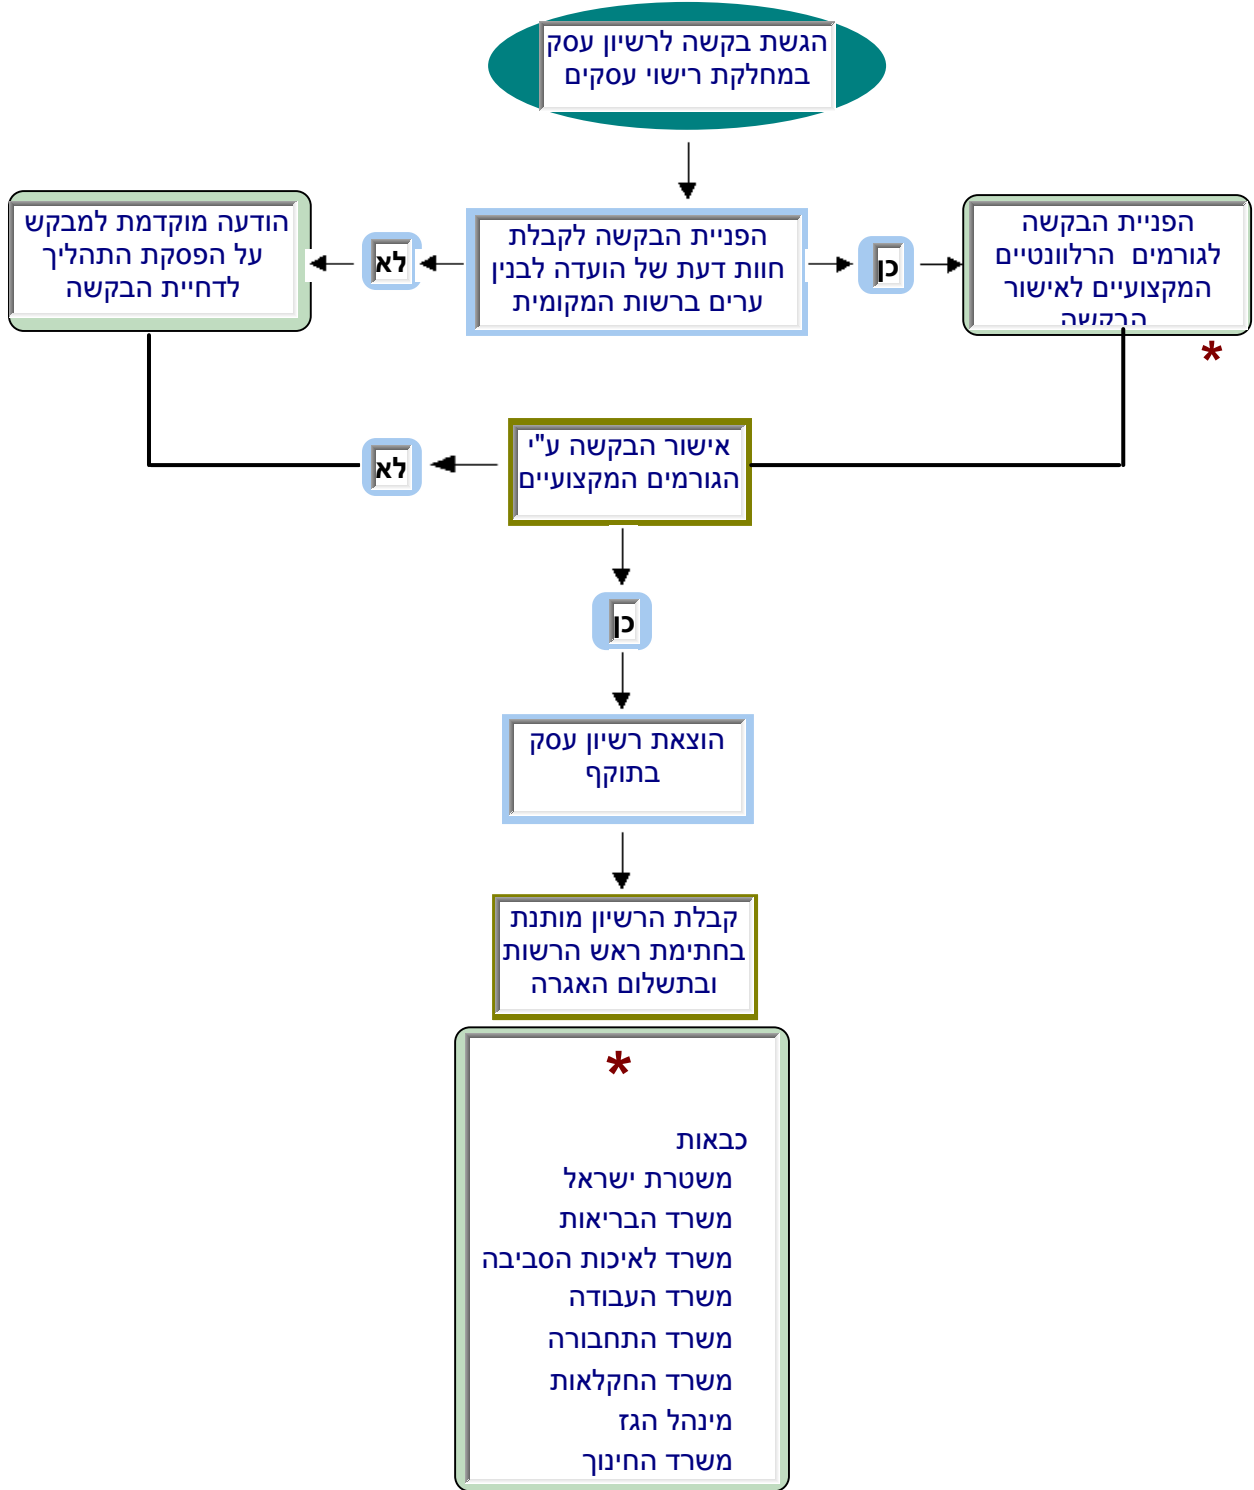 הגשת בקשה לרשיון עסק
במחלקת רישוי עסקים
הפניית הבקשה
לגורמים הרלוונטיים
המקצועיים לאישור
הבקשה
*
כן
הפניית הבקשה לקבלת
חוות דעת של הועדה לבנין
ערים ברשות המקומית
לא
הודעה מוקדמת למבקש
על הפסקת התהליך
לדחיית הבקשה
אישור הבקשה ע"י
הגורמים המקצועיים
לא
כן
הוצאת רשיון עסק
בתוקף
קבלת הרשיון מותנת
בחתימת ראש הרשות
ובתשלום האגרה
*
כבאות
משטרת ישראל
משרד הבריאות
משרד לאיכות הסביבה
משרד העבודה
משרד התחבורה
משרד החקלאות
מינהל הגז
משרד החינוך